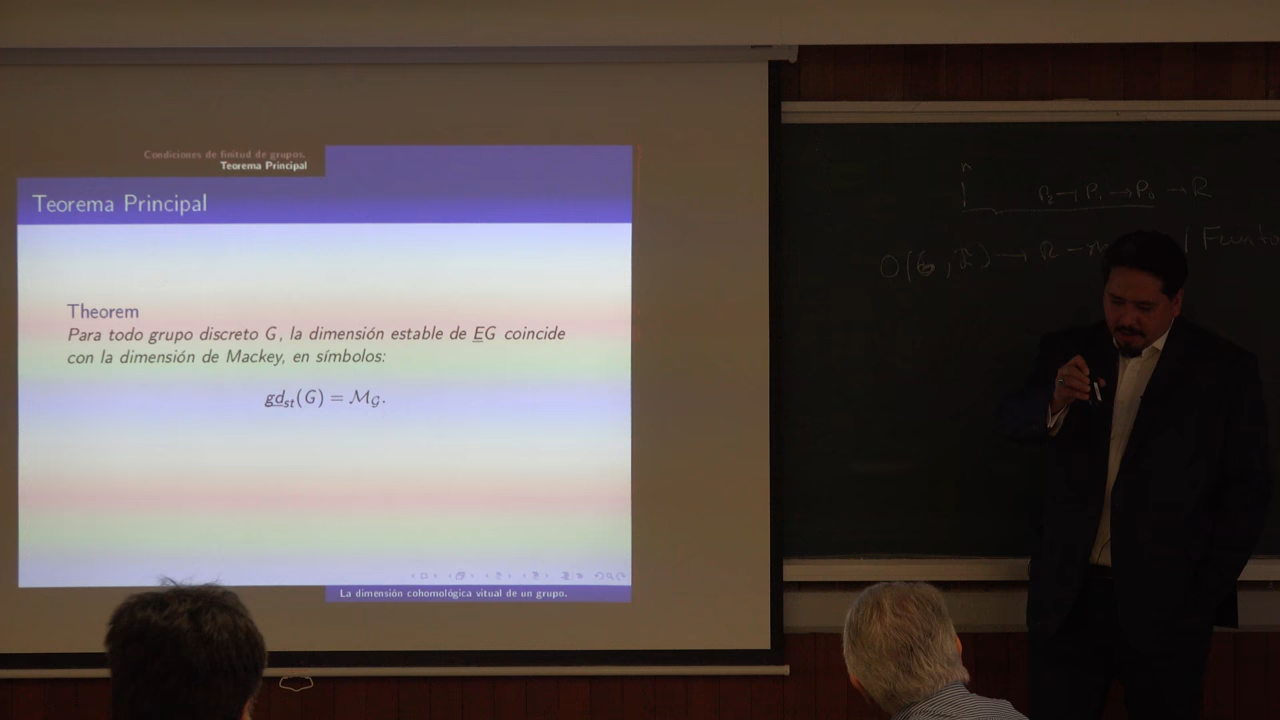 Condiciones de finitud de grupos.
Teorema Principal
Teorema Principal
Theorem
Para todo grupo discreto G, la dimensión estable de E̲G coincide
con la dimensión de Mackey, en símbolos:
g̲d̲ₛₜ(G) = ℳ𝒢.
La dimensión cohomológica vitual de un grupo.
n
P₂→P₁→P₀→R